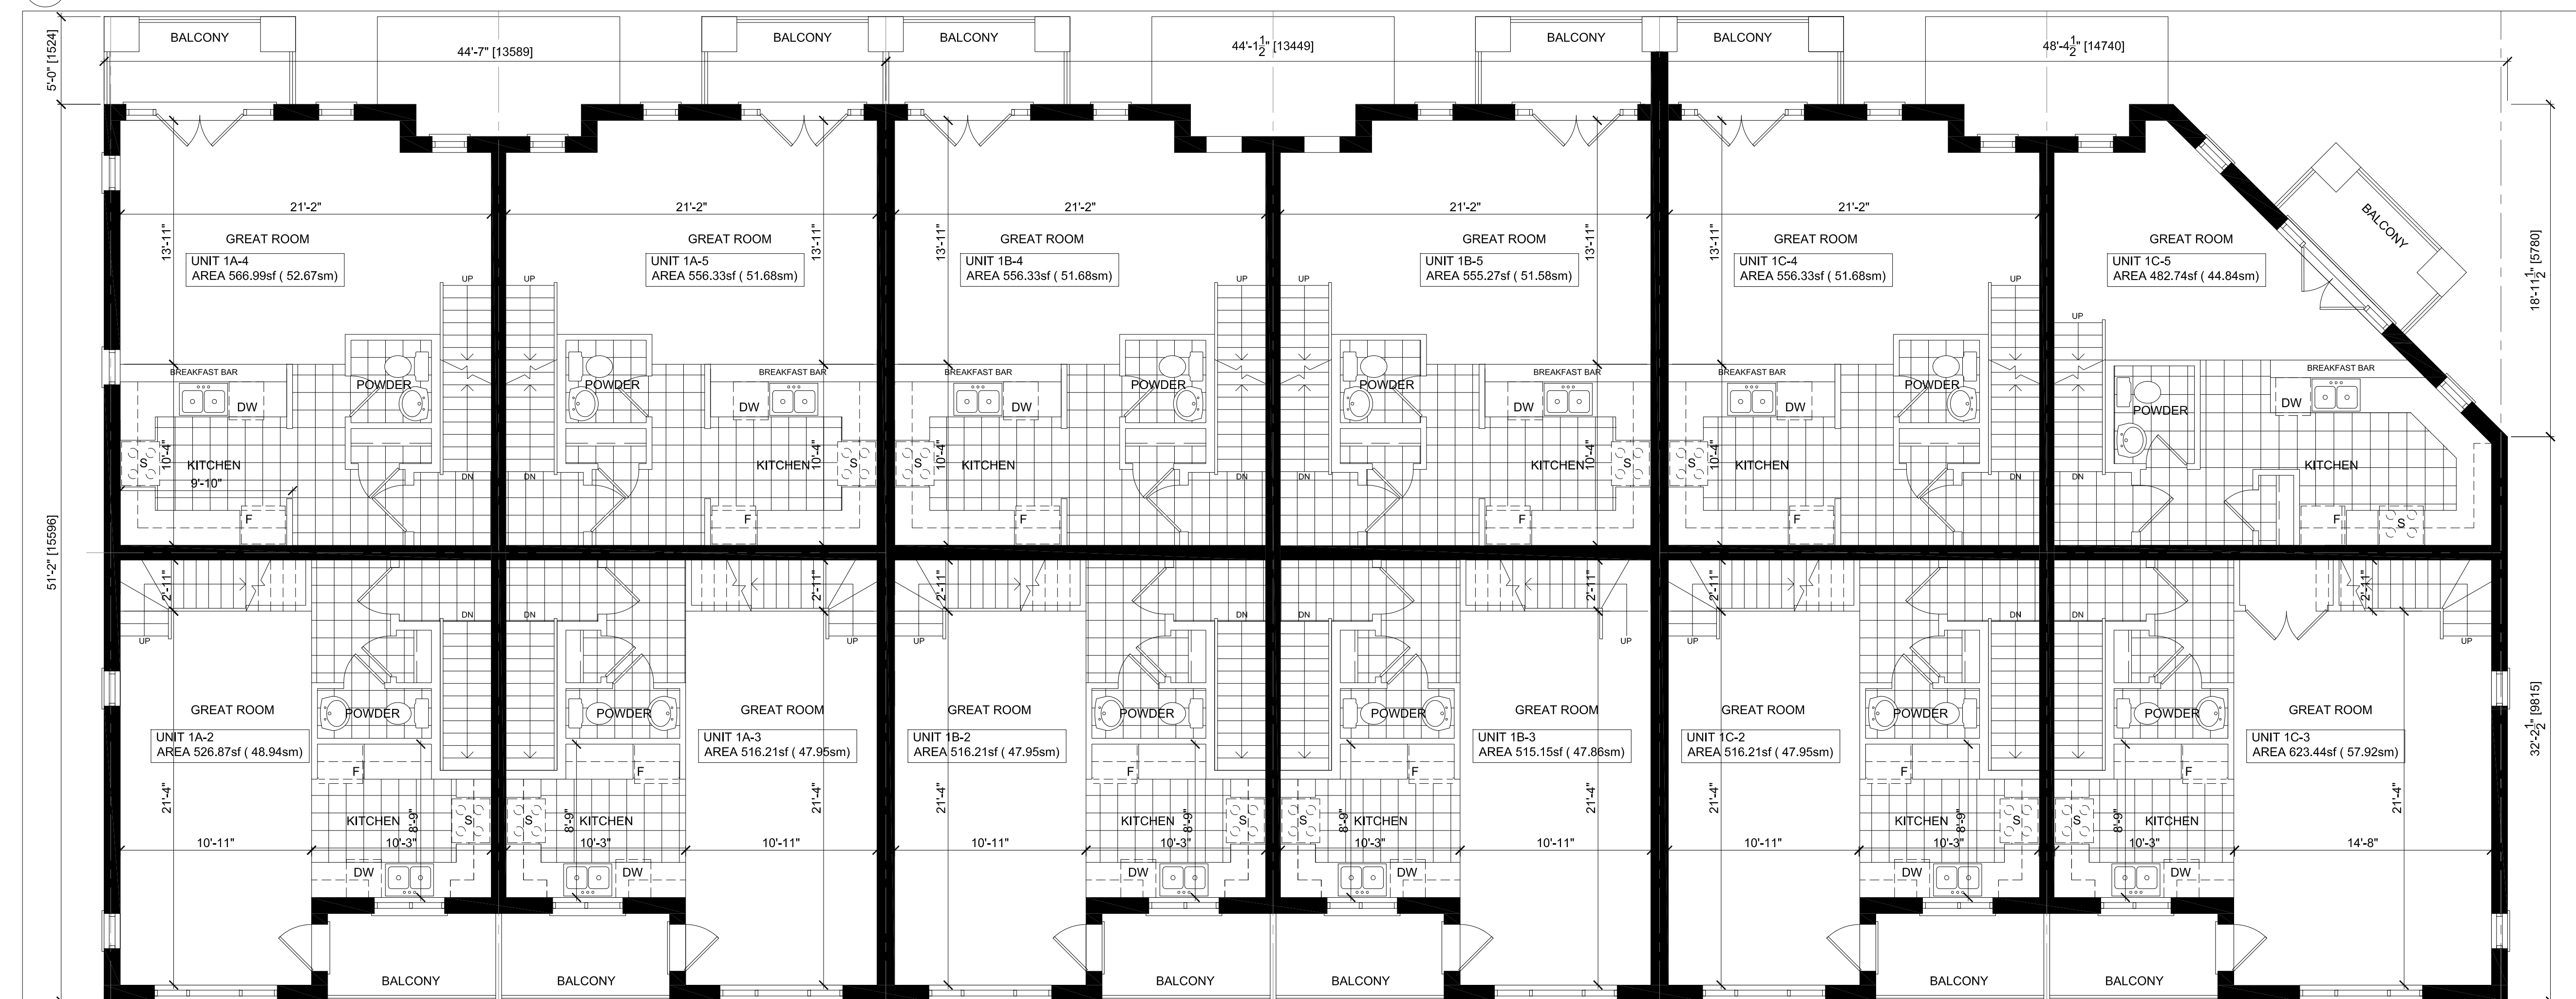 BALCONY
BALCONY
BALCONY
BALCONY
BALCONY
5'-0" [1524]
44'-7" [13589]
44'-1 1/2" [13449]
48'-4 1/2" [14740]
BALCONY
21'-2"
21'-2"
21'-2"
21'-2"
21'-2"
13'-11"
13'-11"
13'-11"
13'-11"
13'-11"
GREAT ROOM
GREAT ROOM
GREAT ROOM
GREAT ROOM
GREAT ROOM
GREAT ROOM
UNIT 1A-4
AREA 566.99sf ( 52.67sm)
UNIT 1A-5
AREA 556.33sf ( 51.68sm)
UNIT 1B-4
AREA 556.33sf ( 51.68sm)
UNIT 1B-5
AREA 555.27sf ( 51.58sm)
UNIT 1C-4
AREA 556.33sf ( 51.68sm)
UNIT 1C-5
AREA 482.74sf ( 44.84sm)
18'-11 1/2" [5780]
UP
UP
UP
UP
UP
UP
BREAKFAST BAR
BREAKFAST BAR
BREAKFAST BAR
BREAKFAST BAR
BREAKFAST BAR
BREAKFAST BAR
POWDER
POWDER
POWDER
POWDER
POWDER
POWDER
DW
DW
DW
DW
DW
DW
S
KITCHEN
KITCHEN
S
S
KITCHEN
KITCHEN
S
S
KITCHEN
KITCHEN
10'-4"
10'-4"
10'-4"
10'-4"
10'-4"
9'-10"
DN
DN
DN
DN
DN
DN
F
F
F
F
F
F
S
51'-2" [15596]
2'-11"
2'-11"
2'-11"
2'-11"
2'-11"
2'-11"
DN
DN
DN
DN
DN
DN
UP
UP
UP
UP
UP
UP
GREAT ROOM
POWDER
POWDER
GREAT ROOM
GREAT ROOM
POWDER
POWDER
GREAT ROOM
GREAT ROOM
POWDER
POWDER
GREAT ROOM
UNIT 1A-2
AREA 526.87sf ( 48.94sm)
UNIT 1A-3
AREA 516.21sf ( 47.95sm)
UNIT 1B-2
AREA 516.21sf ( 47.95sm)
UNIT 1B-3
AREA 515.15sf ( 47.86sm)
UNIT 1C-2
AREA 516.21sf ( 47.95sm)
UNIT 1C-3
AREA 623.44sf ( 57.92sm)
32'-2 1/2" [9815]
F
F
F
F
F
F
21'-4"
21'-4"
21'-4"
21'-4"
21'-4"
21'-4"
KITCHEN
8'-9"
S
S
8'-9"
KITCHEN
KITCHEN
8'-9"
S
S
8'-9"
KITCHEN
KITCHEN
8'-9"
S
S
8'-9"
KITCHEN
10'-11"
10'-3"
10'-3"
10'-11"
10'-11"
10'-3"
10'-3"
10'-11"
10'-11"
10'-3"
10'-3"
14'-8"
DW
DW
DW
DW
DW
DW
BALCONY
BALCONY
BALCONY
BALCONY
BALCONY
BALCONY